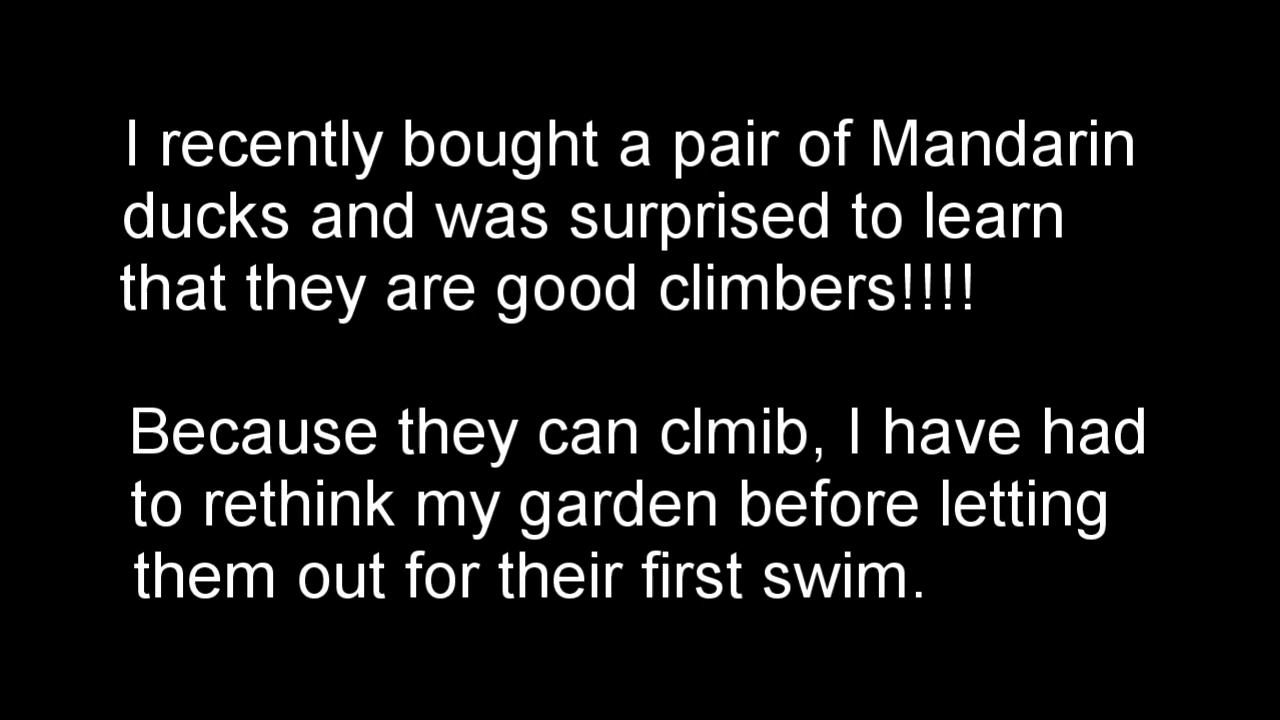 I recently bought a pair of Mandarin
ducks and was surprised to learn
that they are good climbers!!!!
Because they can clmib, I have had
to rethink my garden before letting
them out for their first swim.